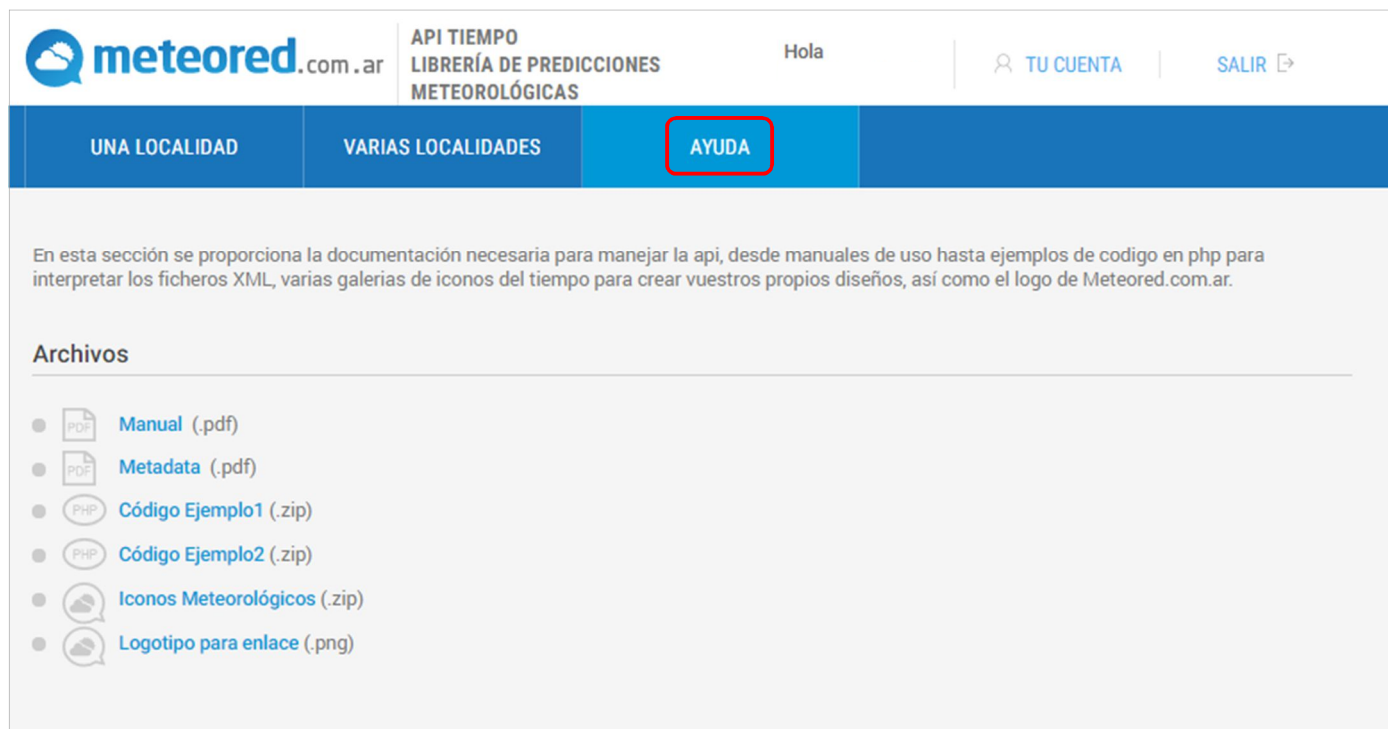 meteored.com.ar
API TIEMPO
LIBRERÍA DE PREDICCIONES
METEOROLÓGICAS
Hola
TU CUENTA
SALIR
UNA LOCALIDAD
VARIAS LOCALIDADES
AYUDA
En esta sección se proporciona la documentación necesaria para manejar la api, desde manuales de uso hasta ejemplos de codigo en php para
interpretar los ficheros XML, varias galerias de iconos del tiempo para crear vuestros propios diseños, así como el logo de Meteored.com.ar.
Archivos
PDF Manual (.pdf)
PDF Metadata (.pdf)
PHP Código Ejemplo1 (.zip)
PHP Código Ejemplo2 (.zip)
Iconos Meteorológicos (.zip)
Logotipo para enlace (.png)